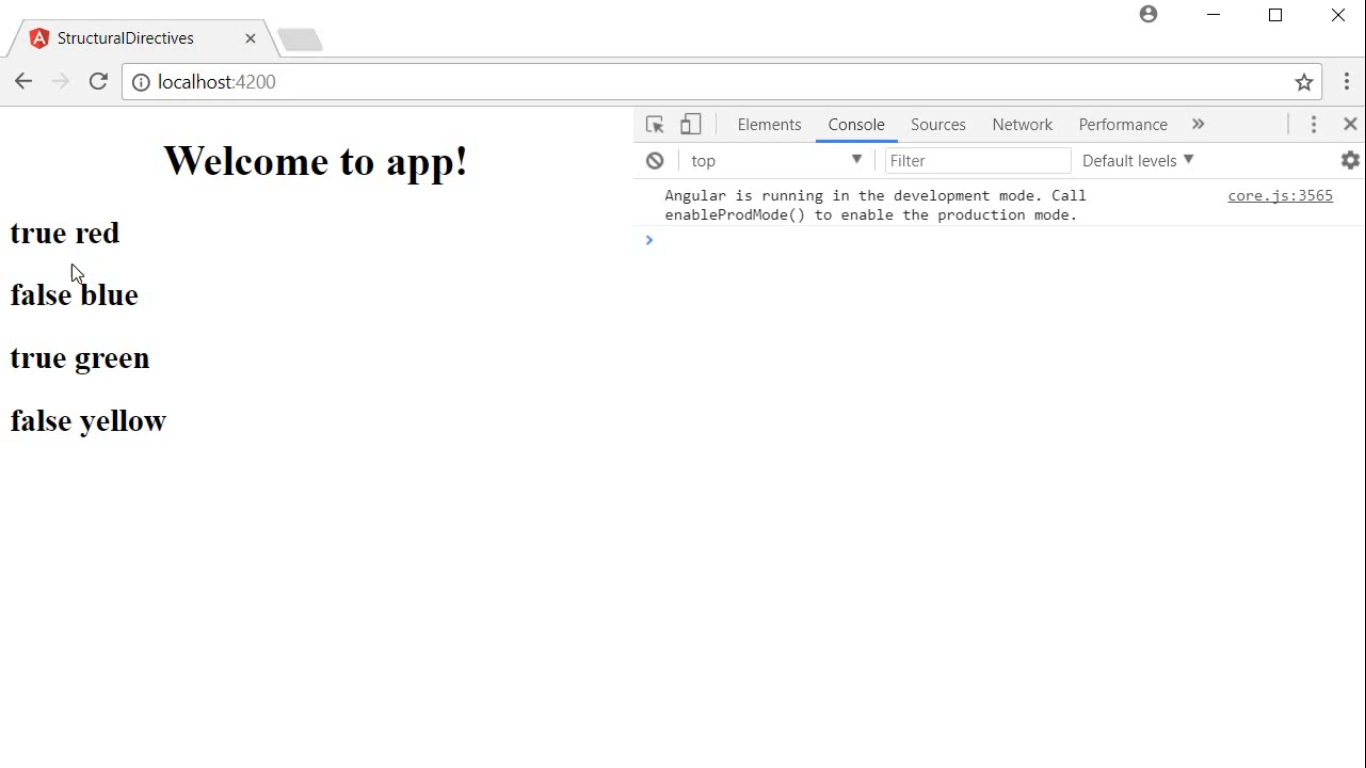 StructuralDirectives
localhost:4200
Welcome to app!
true red
false blue
true green
false yellow
Elements Console Sources Network Performance »
top Filter Default levels
Angular is running in the development mode. Call core.js:3565
enableProdMode() to enable the production mode.